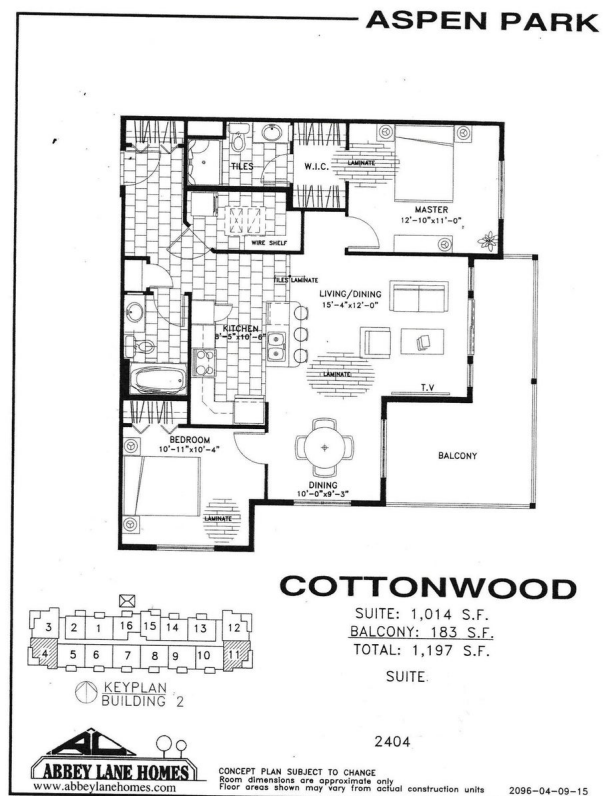 ASPEN PARK
TILES
W.I.C.
LAMINATE
MASTER
12'-10"x11'-0"
WIRE SHELF
TILES LAMINATE
LIVING/DINING
15'-4"x12'-0"
KITCHEN
8'-5"x10'-6"
LAMINATE
T.V
BEDROOM
10'-11"x10'-4"
DINING
10'-0"x9'-3"
BALCONY
LAMINATE
COTTONWOOD
SUITE: 1,014 S.F.
BALCONY: 183 S.F.
TOTAL: 1,197 S.F.
SUITE
3 2 1 16 15 14 13 12
4 5 6 7 8 9 10 11
KEYPLAN
BUILDING 2
2404
ABBEY LANE HOMES
www.abbeylanehomes.com
CONCEPT PLAN SUBJECT TO CHANGE
Room dimensions are approximate only
Floor areas shown may vary from actual construction units
2096-04-09-15